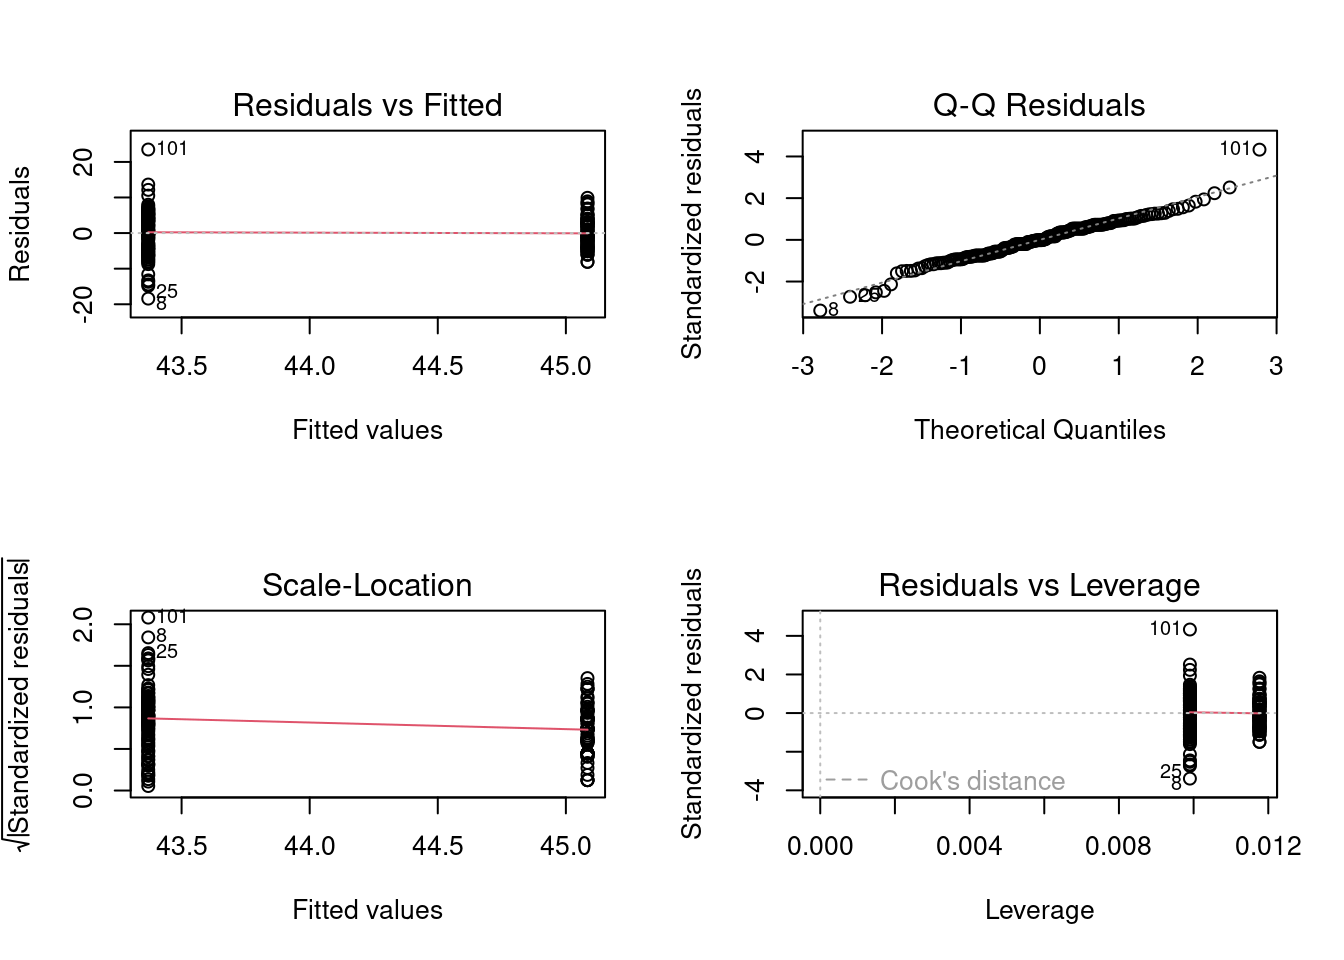 Residuals vs Fitted
Residuals
20
0
-20
101
25
8
43.5 44.0 44.5 45.0
Fitted values
Q-Q Residuals
Standardized residuals
4
2
0
-2
101
8
-3 -2 -1 0 1 2 3
Theoretical Quantiles
Scale-Location
√|Standardized residuals|
2.0
1.0
0.0
101
8
25
43.5 44.0 44.5 45.0
Fitted values
Residuals vs Leverage
Standardized residuals
4
2
0
-4
101
25
8
Cook's distance
0.000 0.004 0.008 0.012
Leverage